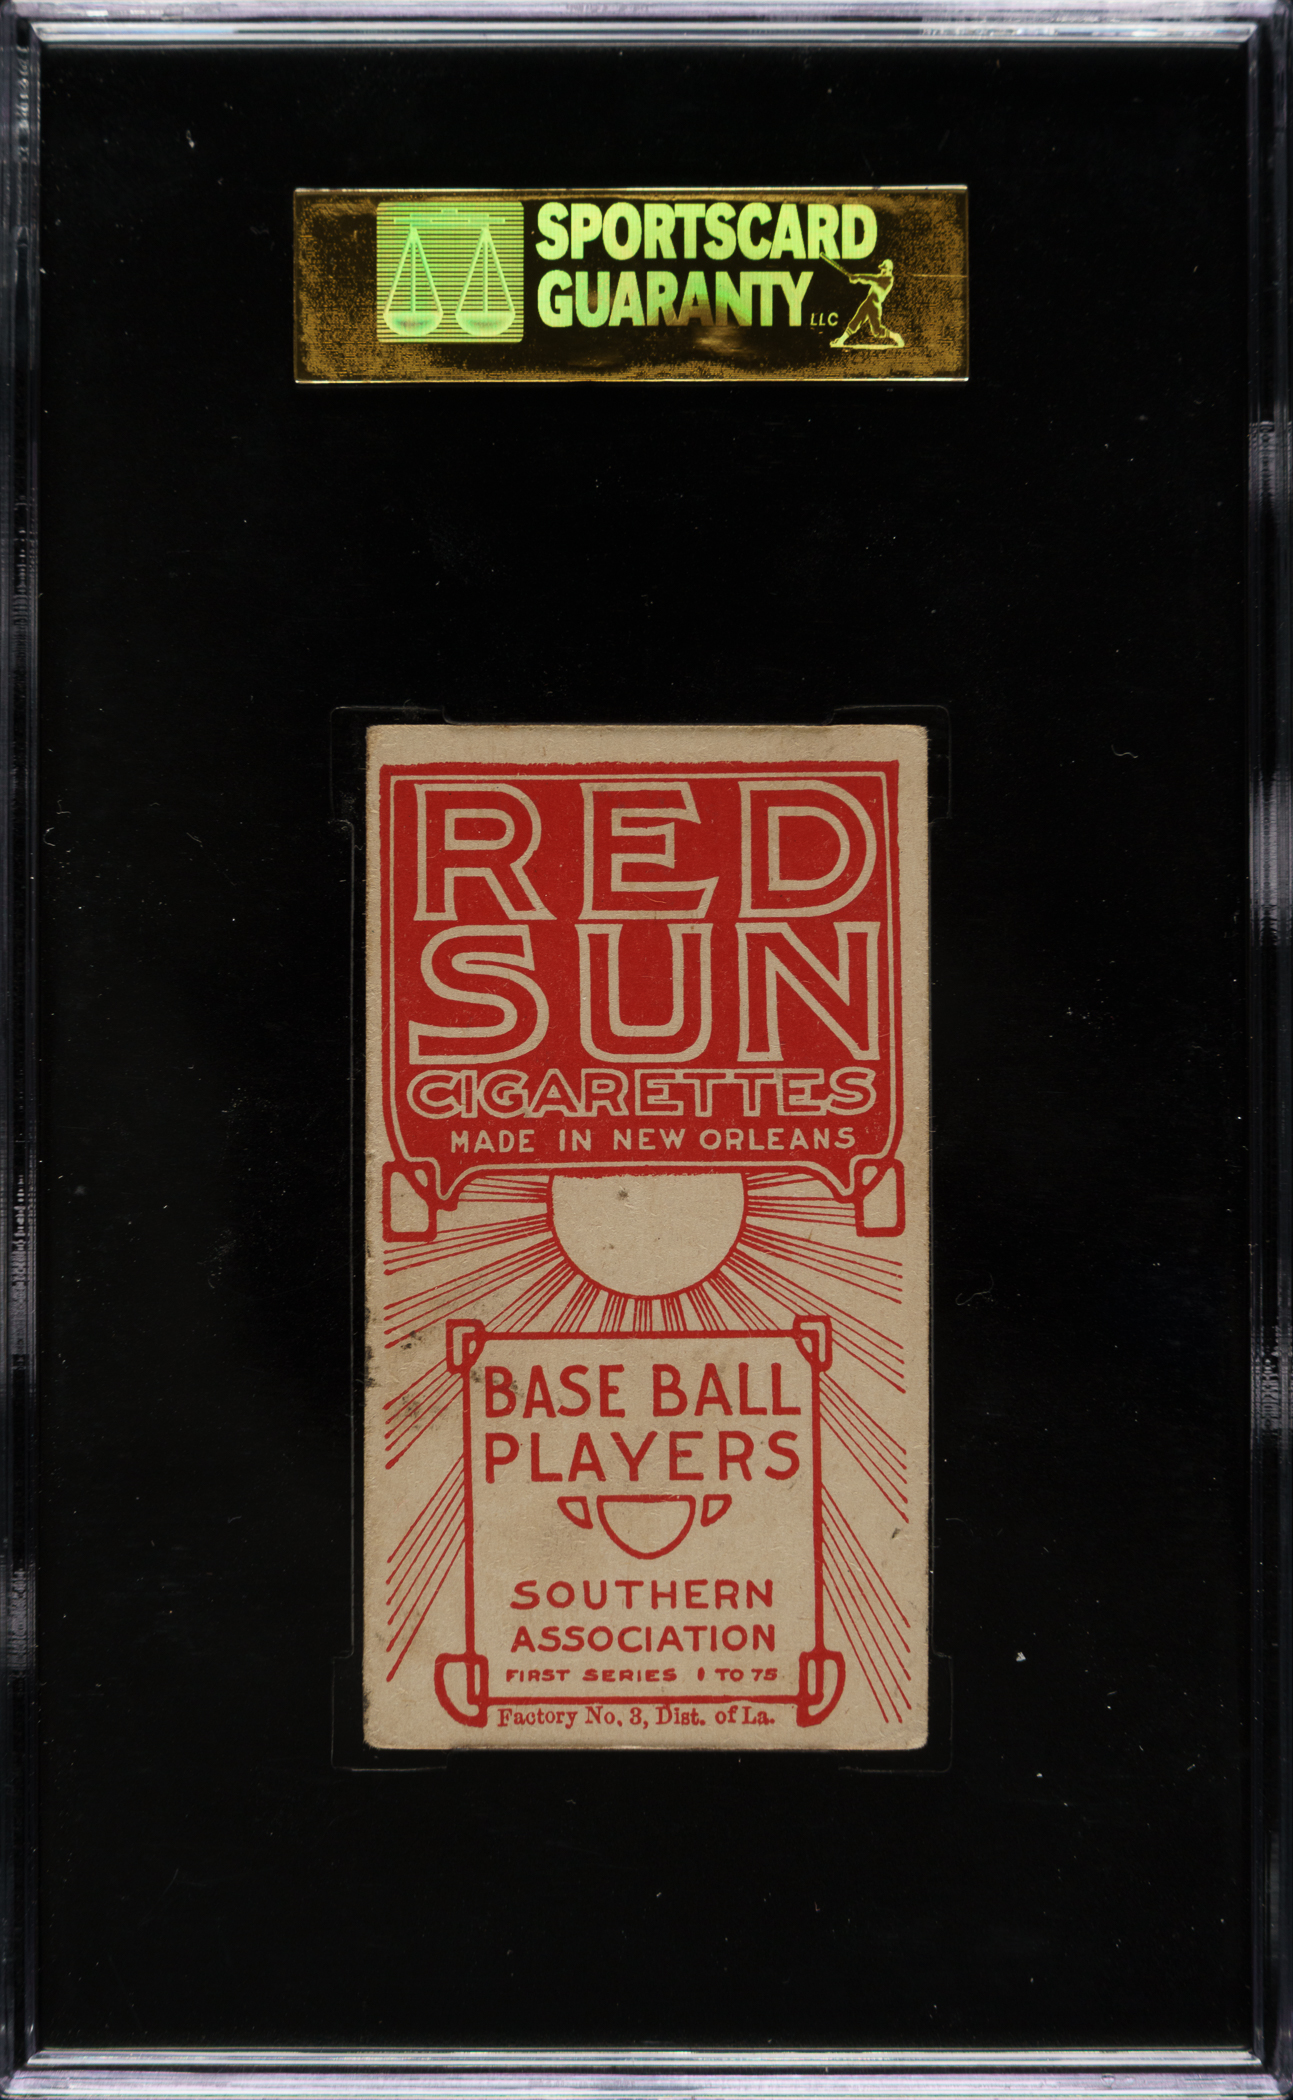 SPORTSCARD
GUARANTY LLC
RED
SUN
CIGARETTES
MADE IN NEW ORLEANS
BASE BALL
PLAYERS
SOUTHERN
ASSOCIATION
FIRST SERIES 1 TO 75
Factory No. 3, Dist. of La.